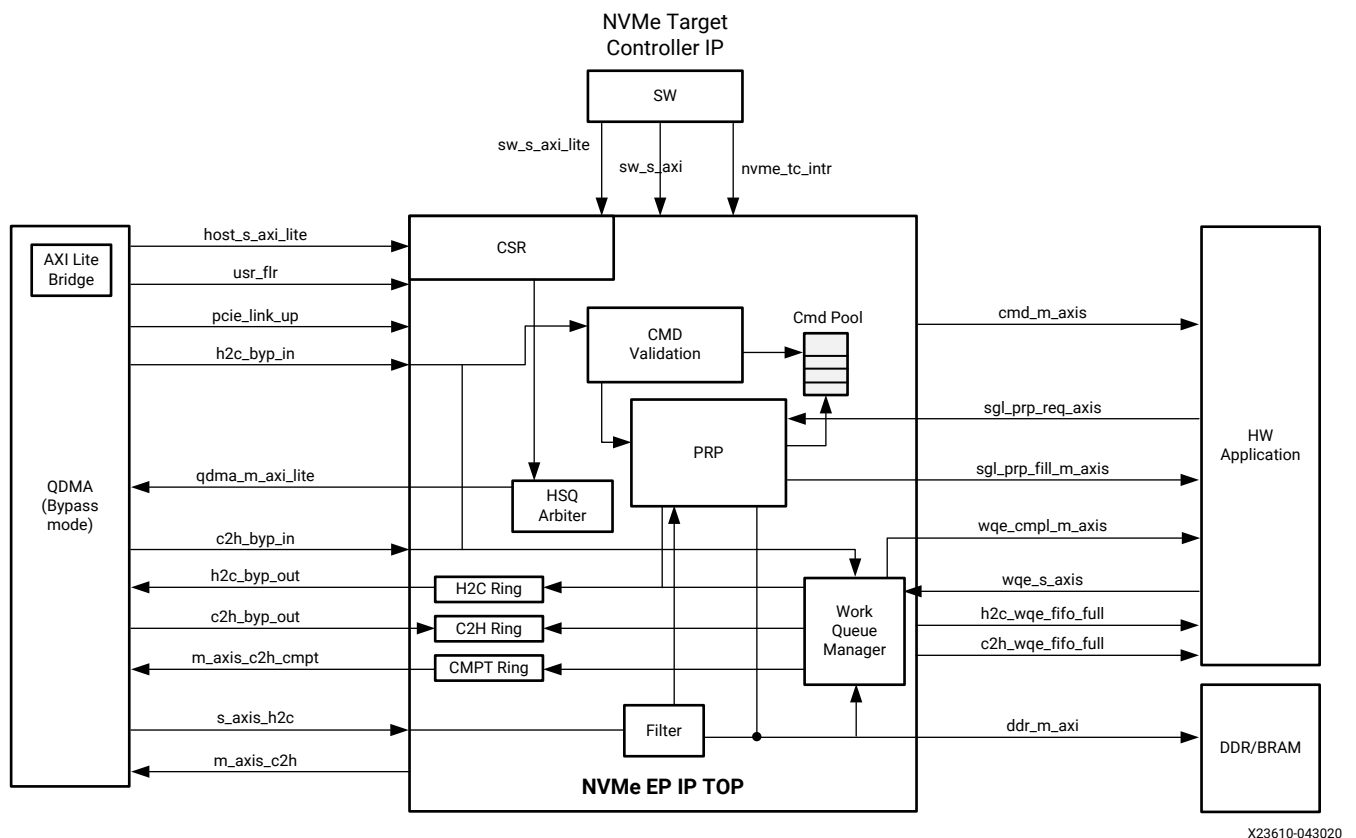 NVMe Target
Controller IP
SW
sw_s_axi_lite
sw_s_axi
nvme_tc_intr
AXI Lite
Bridge
QDMA
(Bypass
mode)
host_s_axi_lite
usr_flr
pcie_link_up
h2c_byp_in
qdma_m_axi_lite
c2h_byp_in
h2c_byp_out
c2h_byp_out
m_axis_c2h_cmpt
s_axis_h2c
m_axis_c2h
CSR
CMD
Validation
Cmd Pool
PRP
HSQ
Arbiter
H2C Ring
C2H Ring
CMPT Ring
Work
Queue
Manager
Filter
NVMe EP IP TOP
cmd_m_axis
sgl_prp_req_axis
sgl_prp_fill_m_axis
wqe_cmpl_m_axis
wqe_s_axis
h2c_wqe_fifo_full
c2h_wqe_fifo_full
ddr_m_axi
HW
Application
DDR/BRAM
X23610-043020